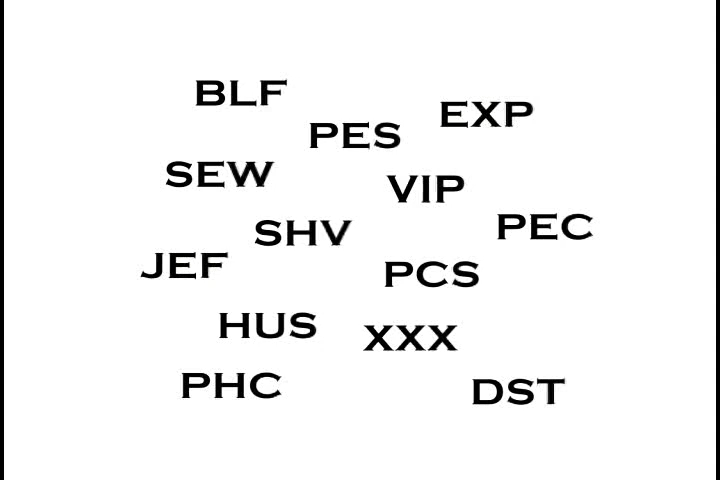 BLF
EXP
PES
SEW
VIP
PEC
SHV
JEF
PCS
HUS
XXX
PHC
DST